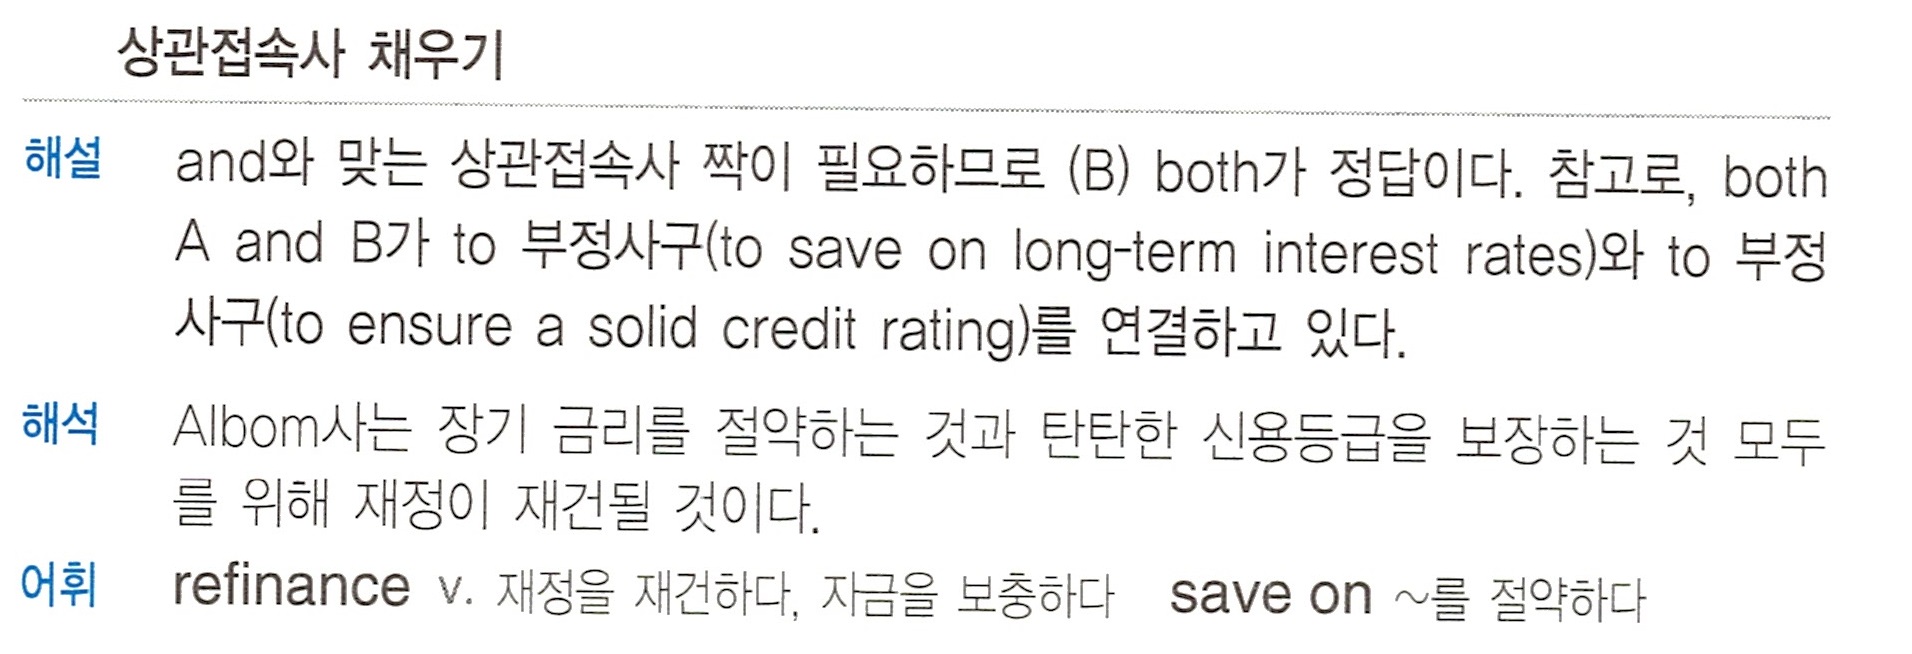 상관접속사 채우기
해설 and와 맞는 상관접속사 짝이 필요하므로 (B) both가 정답이다. 참고로, both
A and B가 to 부정사구(to save on long-term interest rates)와 to 부정
사구(to ensure a solid credit rating)를 연결하고 있다.
해석 Albom사는 장기 금리를 절약하는 것과 탄탄한 신용등급을 보장하는 것 모두
를 위해 재정이 재건될 것이다.
어휘 refinance v. 재정을 재건하다, 자금을 보충하다 save on ~를 절약하다